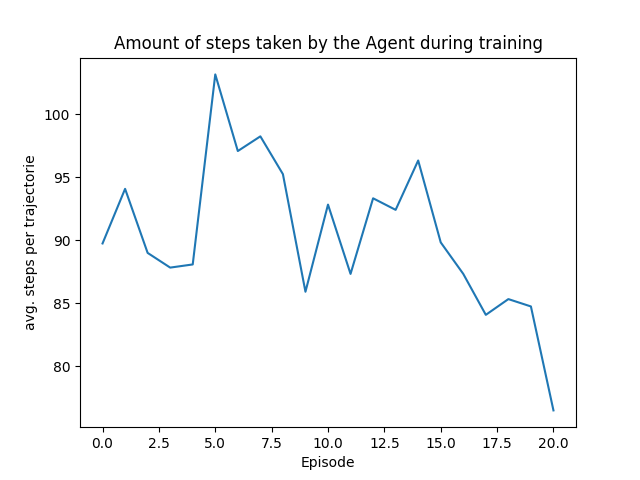 Amount of steps taken by the Agent during training
avg. steps per trajectorie
100
95
90
85
80
0.0 2.5 5.0 7.5 10.0 12.5 15.0 17.5 20.0
Episode